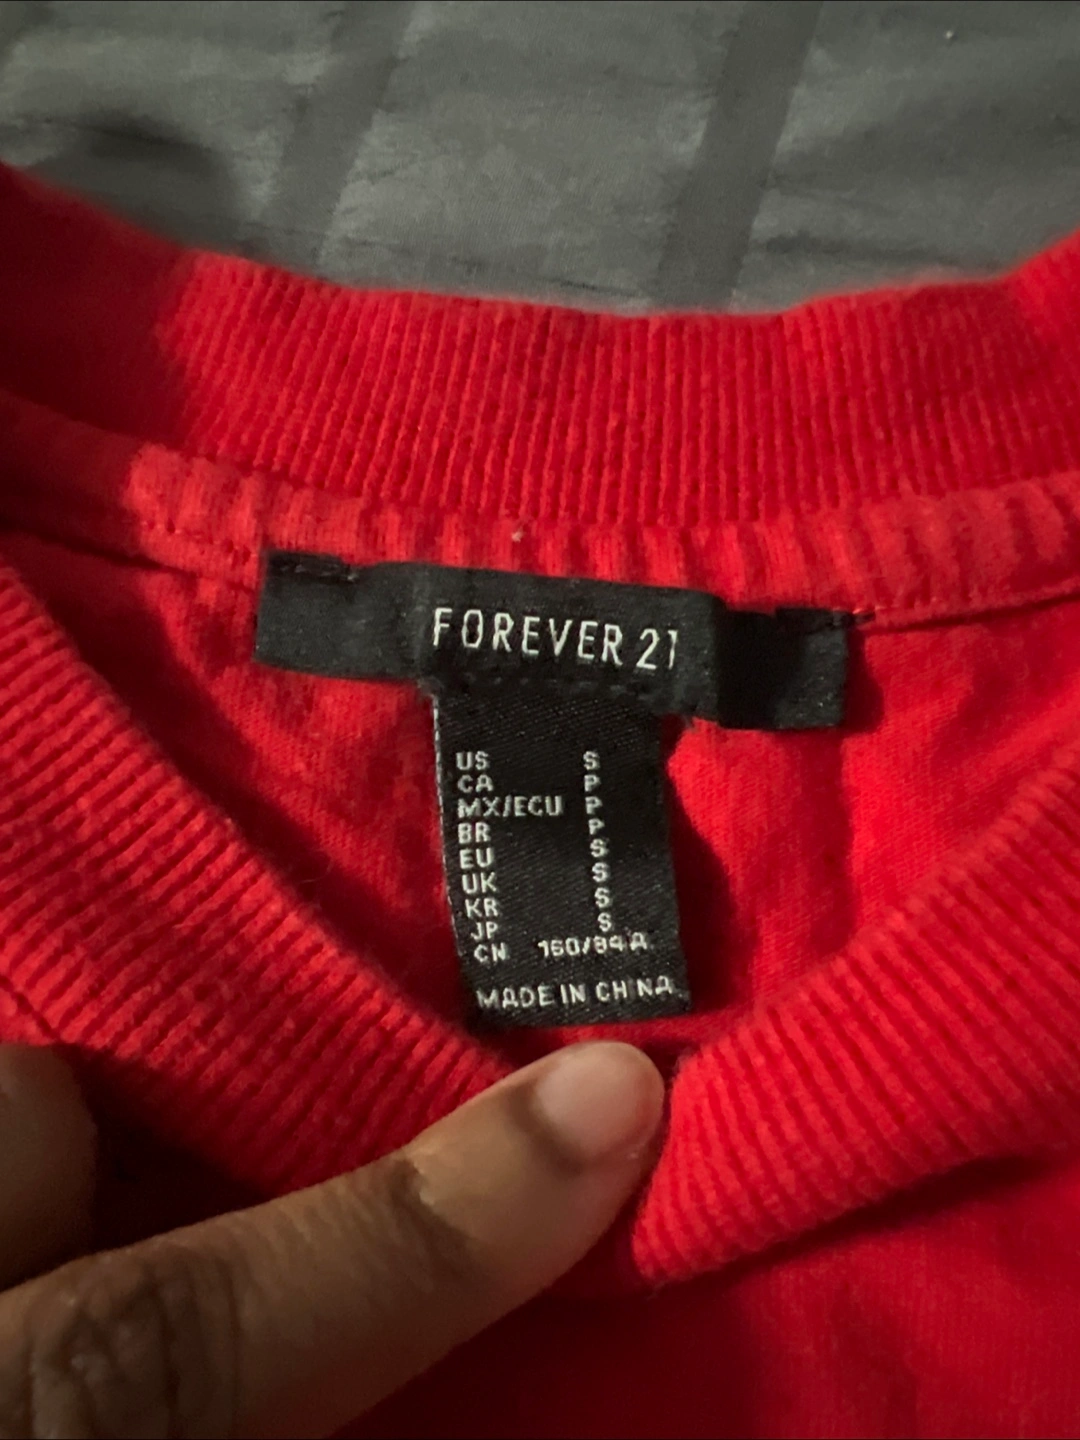 FOREVER 21
US S
CA P
MX/ECU P
BR P
EU S
UK S
KR S
JP S
CN 160/84A
MADE IN CHINA